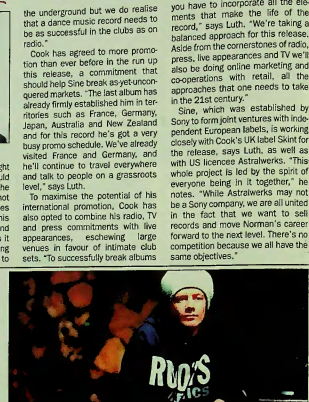 the underground but we do realise
that a dance music record needs to
be as successful in the clubs as on
radio."
Cook has agreed to more promo-
tion than ever before in the run up
this release, a commitment that
should help Sine break as-yet-uncon-
quered markets. "The last album has
already firmly established him in ter-
ritories such as France, Germany,
Japan, Australia and New Zealand
and for this record he's got a very
busy promo schedule. We've already
visited France and Germany, and
he'll continue to travel everywhere
and talk to people on a grassroots
level," says Luth.
To maximise the potential of his
international promotion, Cook has
also opted to combine his radio, TV
and press commitments with live
appearances, eschewing large
venues in favour of intimate club
sets. "To successfully break albums
you have to incorporate all the ele-
ments that make the life of the
record," says Luth. "We're taking a
balanced approach for this release.
Aside from the cornerstones of radio,
press, live appearances and TV we'll
also be doing online marketing and
co-operations with retail, all the
approaches that one needs to take
in the 21st century."
Sine, which was established by
Sony to form joint ventures with inde-
pendent European labels, is working
closely with Cook's UK label Skint for
the release, says Luth, as well as
with US licencee Astralwerks. "This
whole project is led by the spirit of
everyone being in it together," he
notes. "While Astralwerks may not
be a Sony company, we are all united
in the fact that we want to sell
records and move Norman's career
forward to the next level. There's no
competition because we all have the
same objectives."